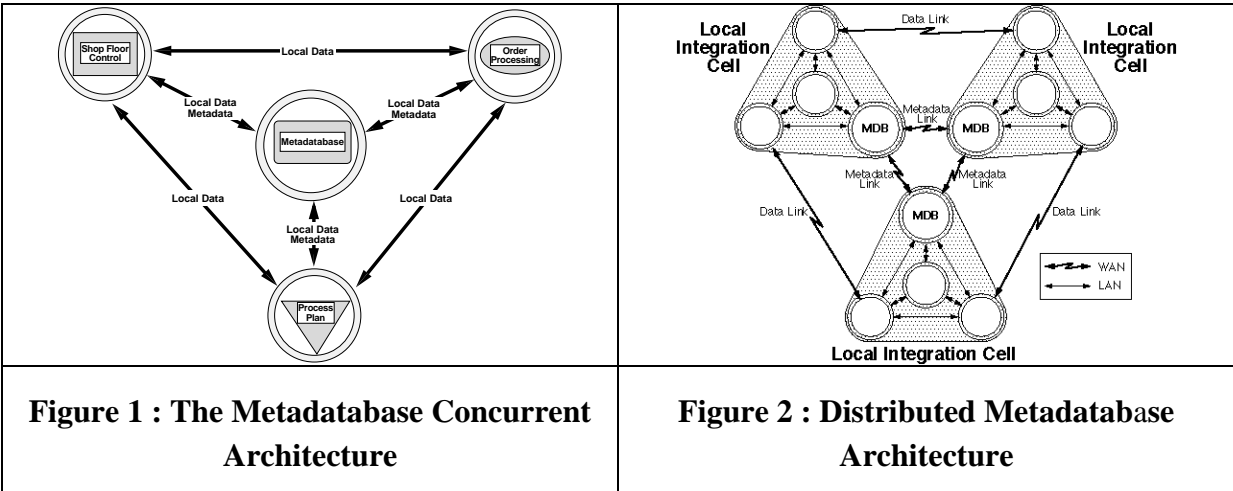 Shop Floor
Control
Local Data
Order
Processing
Local Data
Metadata
Local Data
Metadata
Metadatabase
Local Data
Local Data
Local Data
Metadata
Process
Plan
Figure 1 : The Metadatabase Concurrent
Architecture
Local
Integration
Cell
Data Link
Local
Integration
Cell
MDB
Metadata
Link
MDB
Metadata
Link
Metadata
Link
Data Link
MDB
Data Link
WAN
LAN
Local Integration Cell
Figure 2 : Distributed Metadatabase
Architecture